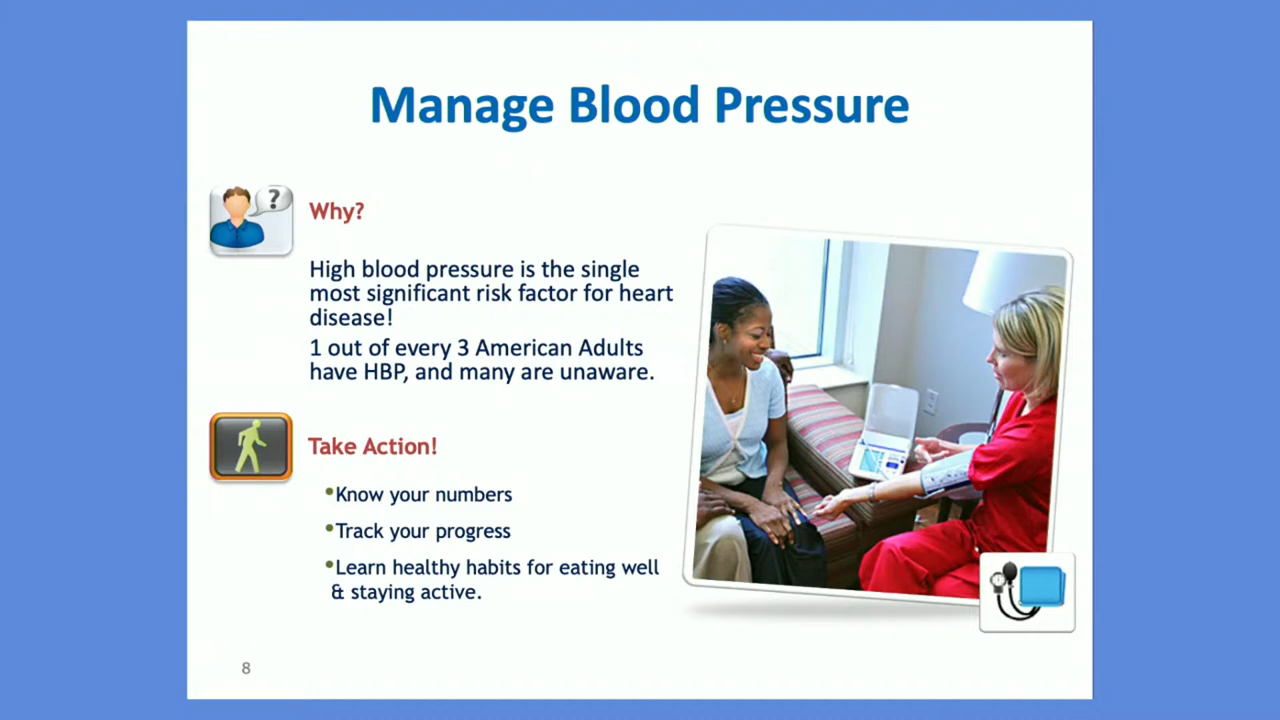 Manage Blood Pressure
?
Why?
High blood pressure is the single
most significant risk factor for heart
disease!
1 out of every 3 American Adults
have HBP, and many are unaware.
Take Action!
•Know your numbers
•Track your progress
•Learn healthy habits for eating well
& staying active.
8